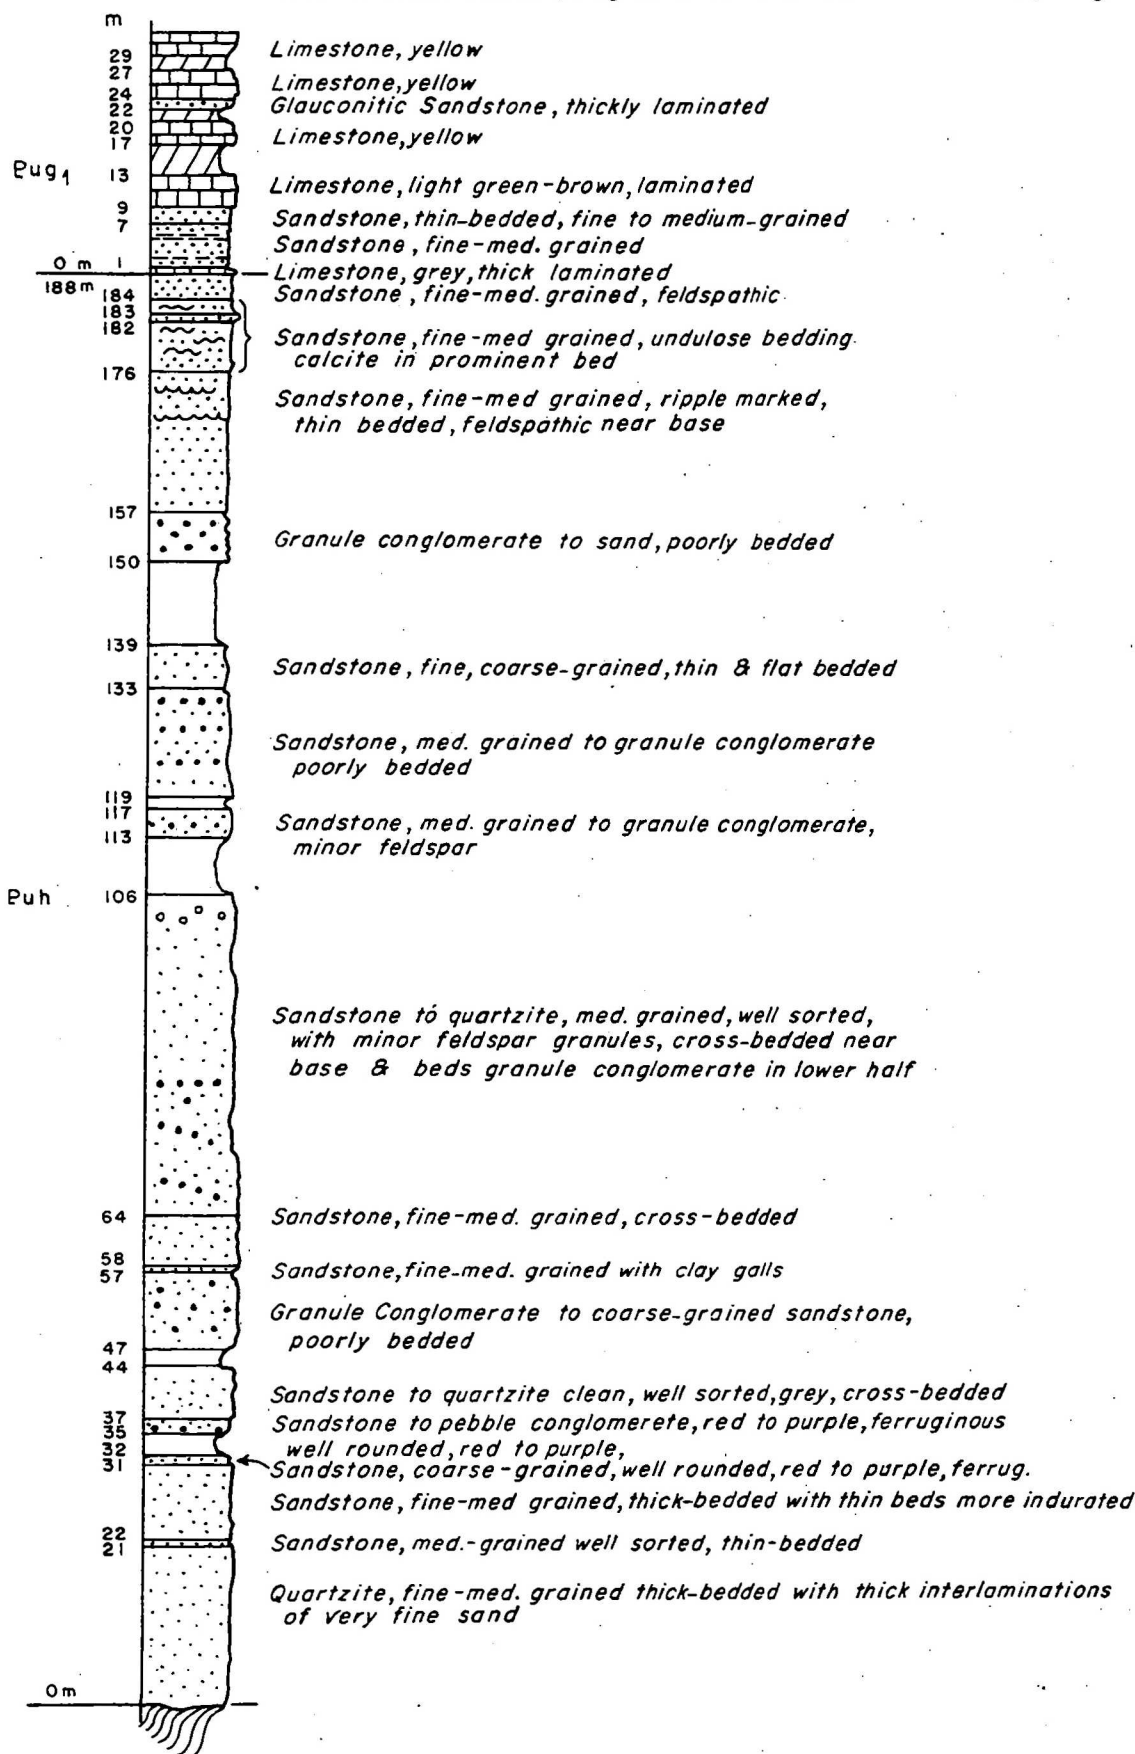 m
29 Limestone, yellow
27
24 Limestone, yellow
22 Glauconitic Sandstone, thickly laminated
20
17 Limestone, yellow
Pug1
13 Limestone, light green-brown, laminated
9 Sandstone, thin-bedded, fine to medium-grained
7
Sandstone, fine-med. grained
0 m 1 Limestone, grey, thick laminated
188m
184 Sandstone, fine-med. grained, feldspathic
183
182 Sandstone, fine-med grained, undulose bedding
calcite in prominent bed
176
Sandstone, fine-med grained, ripple marked,
thin bedded, feldspathic near base
157
Granule conglomerate to sand, poorly bedded
150
139
Sandstone, fine, coarse-grained, thin & flat bedded
133
Sandstone, med. grained to granule conglomerate
poorly bedded
119
117
Sandstone, med. grained to granule conglomerate,
113 minor feldspar
Puh 106
Sandstone to quartzite, med. grained, well sorted,
with minor feldspar granules, cross-bedded near
base & beds granule conglomerate in lower half
64 Sandstone, fine-med. grained, cross-bedded
58
57 Sandstone, fine-med. grained with clay galls
Granule Conglomerate to coarse-grained sandstone,
47 poorly bedded
44
Sandstone to quartzite clean, well sorted, grey, cross-bedded
37 Sandstone to pebble conglomerete, red to purple, ferruginous
35
32 well rounded, red to purple,
31 Sandstone, coarse-grained, well rounded, red to purple, ferrug.
Sandstone, fine-med grained, thick-bedded with thin beds more indurated
22
21 Sandstone, med.-grained well sorted, thin-bedded
Quartzite, fine-med. grained thick-bedded with thick interlaminations
of very fine sand
0m